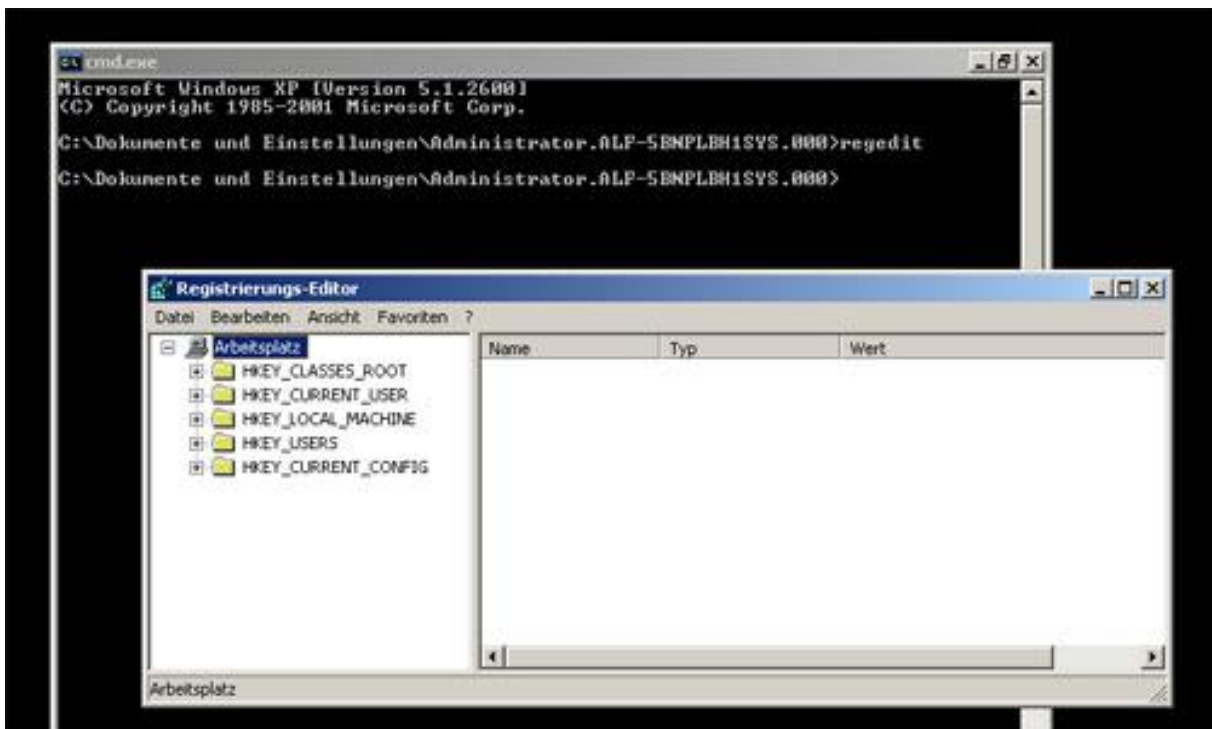 cmd.exe
Microsoft Windows XP [Version 5.1.2600]
(C) Copyright 1985-2001 Microsoft Corp.
C:\Dokumente und Einstellungen\Administrator.ALF-5BNPLBH1SYS.000>regedit
C:\Dokumente und Einstellungen\Administrator.ALF-5BNPLBH1SYS.000>
Registrierungs-Editor
Datei Bearbeiten Ansicht Favoriten ?
Arbeitsplatz
Name Typ Wert
HKEY_CLASSES_ROOT
HKEY_CURRENT_USER
HKEY_LOCAL_MACHINE
HKEY_USERS
HKEY_CURRENT_CONFIG
Arbeitsplatz